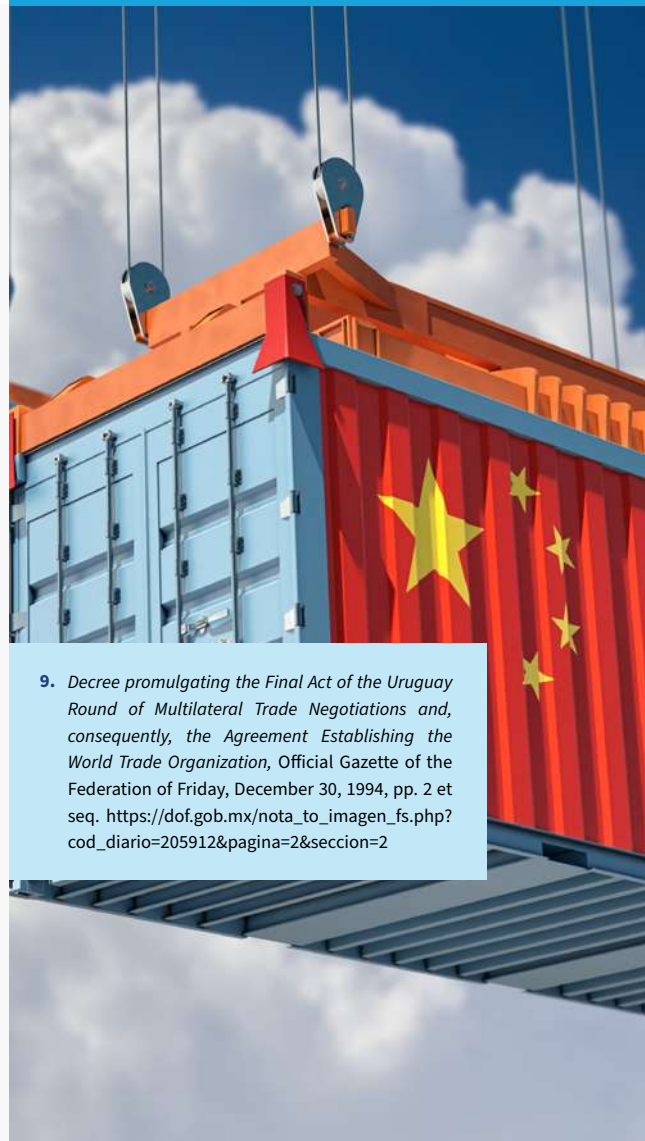 9. Decree promulgating the Final Act of the Uruguay
Round of Multilateral Trade Negotiations and,
consequently, the Agreement Establishing the
World Trade Organization, Official Gazette of the
Federation of Friday, December 30, 1994, pp. 2 et
seq. https://dof.gob.mx/nota_to_imagen_fs.php?
cod_diario=205912&pagina=2&seccion=2